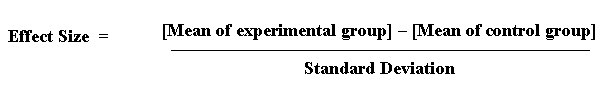 [Mean of experimental group] – [Mean of control group]
Effect Size =
Standard Deviation